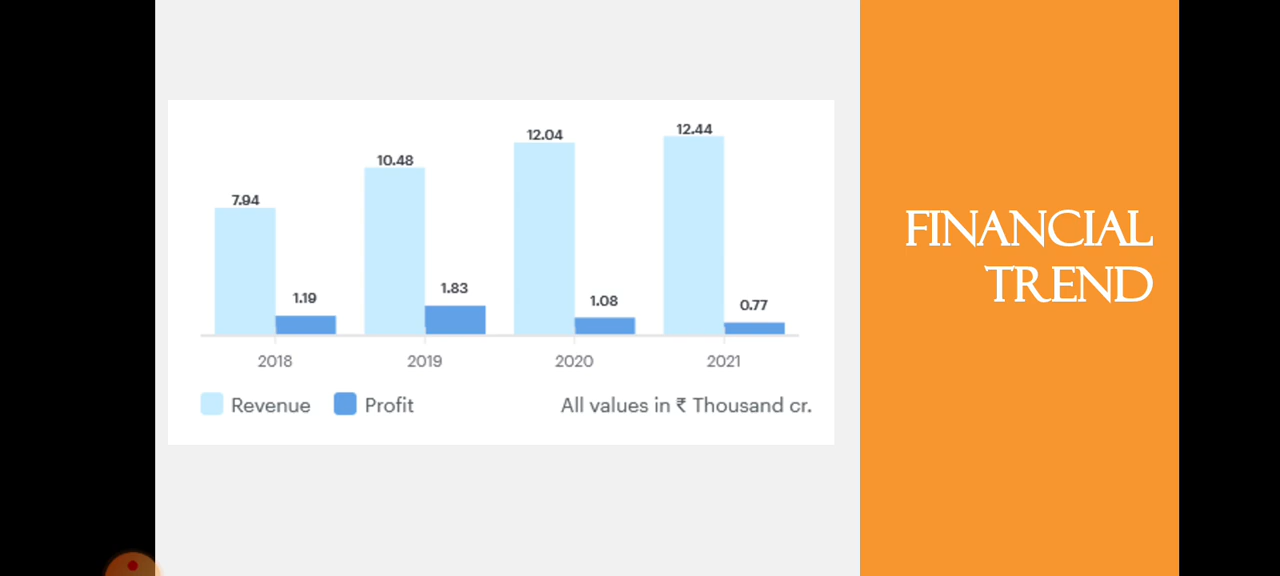 12.44
12.04
10.48
7.94
1.83
1.19
1.08
0.77
2018 2019 2020 2021
Revenue Profit All values in ₹ Thousand cr.
FINANCIAL
TREND